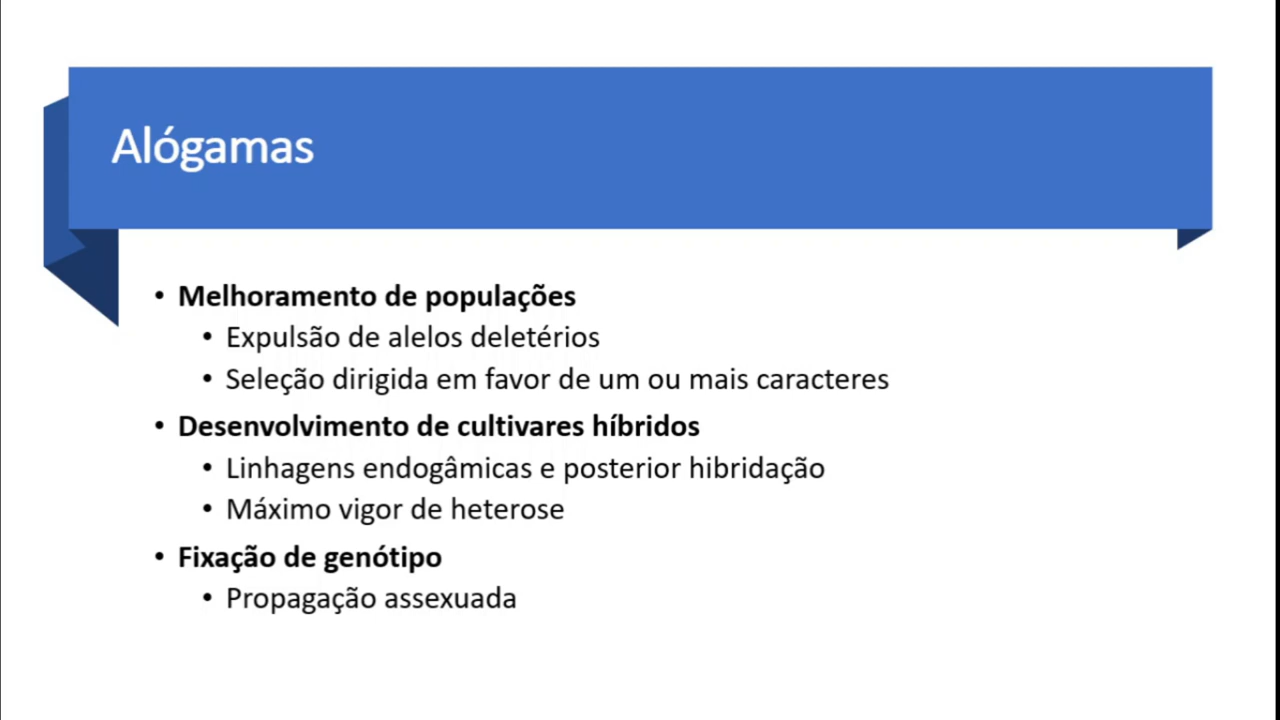 Alógamas
• Melhoramento de populações
• Expulsão de alelos deletérios
• Seleção dirigida em favor de um ou mais caracteres
• Desenvolvimento de cultivares híbridos
• Linhagens endogâmicas e posterior hibridação
• Máximo vigor de heterose
• Fixação de genótipo
• Propagação assexuada